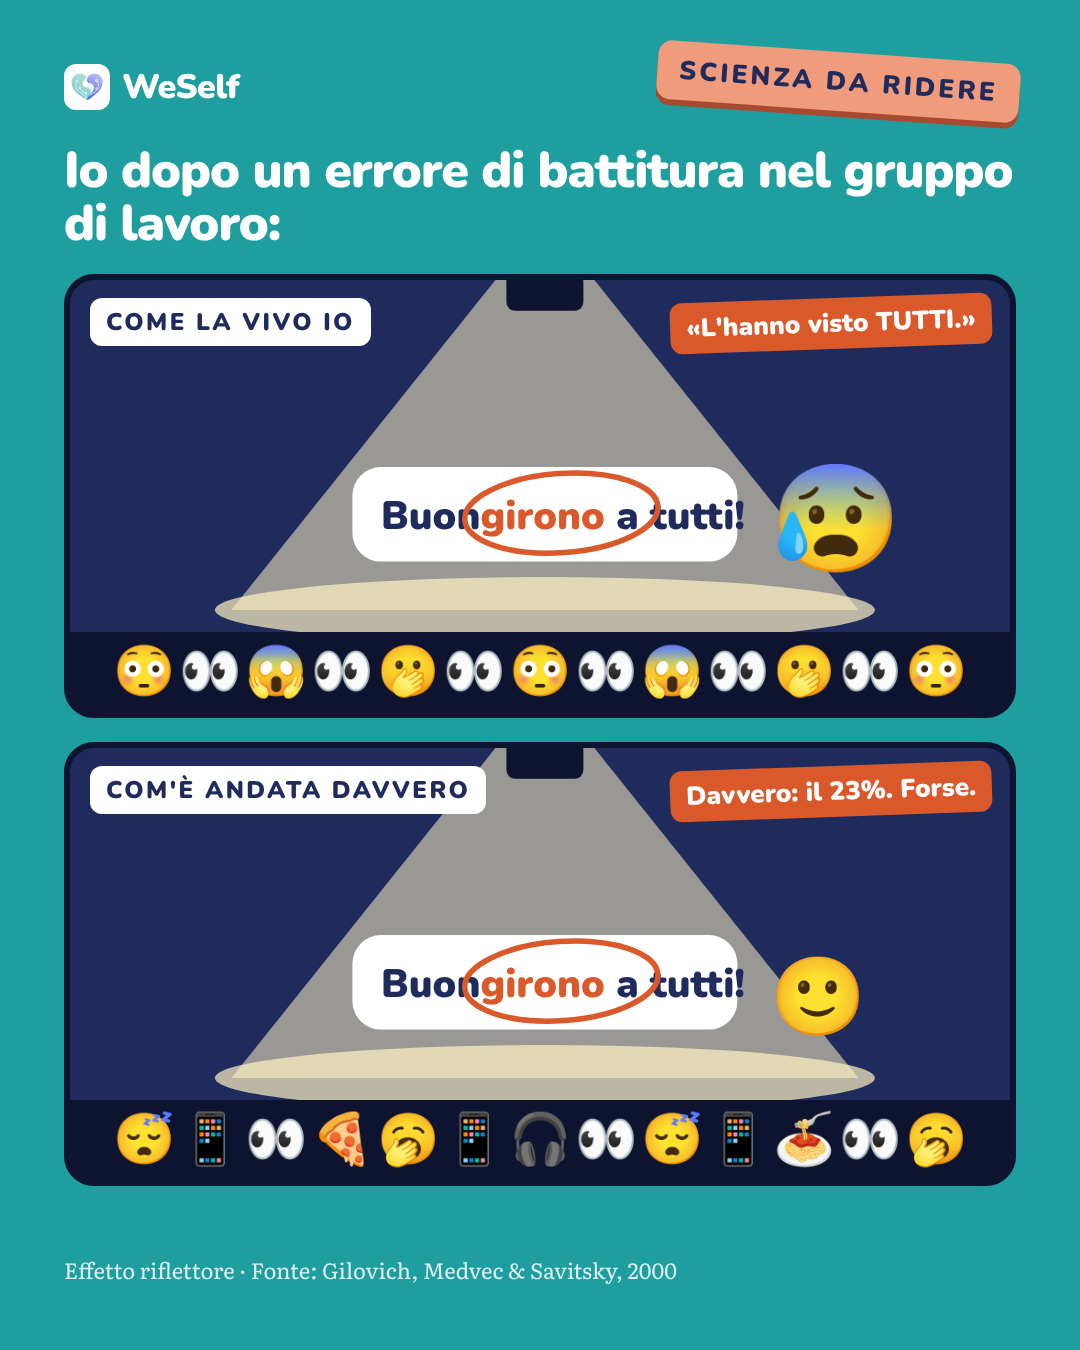 WeSelf
SCIENZA DA RIDERE
Io dopo un errore di battitura nel gruppo
di lavoro:
COME LA VIVO IO
«L'hanno visto TUTTI.»
Buongirono a tutti!
COM'È ANDATA DAVVERO
Davvero: il 23%. Forse.
Buongirono a tutti!
Effetto riflettore · Fonte: Gilovich, Medvec & Savitsky, 2000